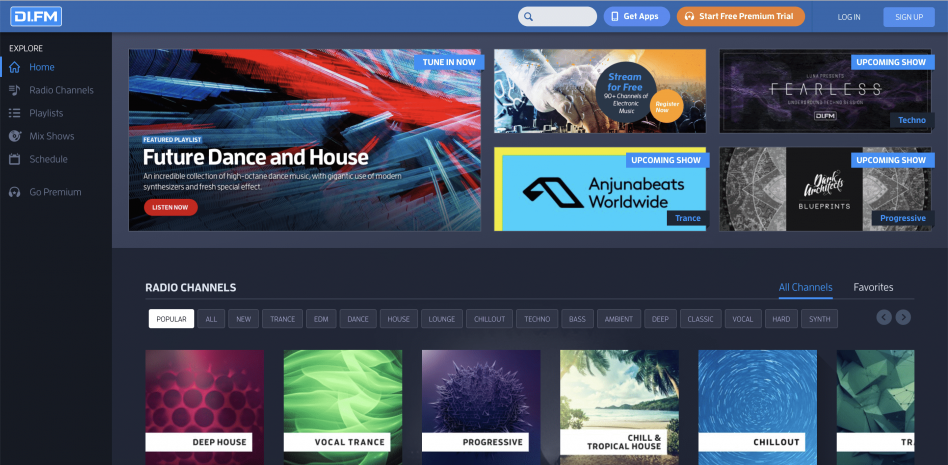 DI.FM
Get Apps
Start Free Premium Trial
LOG IN
SIGN UP
EXPLORE
Home
Radio Channels
Playlists
Mix Shows
Schedule
Go Premium
TUNE IN NOW
FEATURED PLAYLIST
Future Dance and House
An incredible collection of high-octane dance music, with gigantic use of modern
synthesizers and fresh special effect.
LISTEN NOW
Stream
for Free
90+ Channels of
Electronic
Music
Register
Now
UPCOMING SHOW
LUNA PRESENTS
FEARLESS
DI.FM
Techno
UPCOMING SHOW
Anjunabeats
Worldwide
Trance
UPCOMING SHOW
Dark
Architects
BLUEPRINTS
Progressive
RADIO CHANNELS
All Channels
Favorites
POPULAR
ALL
NEW
TRANCE
EDM
DANCE
HOUSE
LOUNGE
CHILLOUT
TECHNO
BASS
AMBIENT
DEEP
CLASSIC
VOCAL
HARD
SYNTH
DEEP HOUSE
VOCAL TRANCE
PROGRESSIVE
CHILL &
TROPICAL HOUSE
CHILLOUT
TR